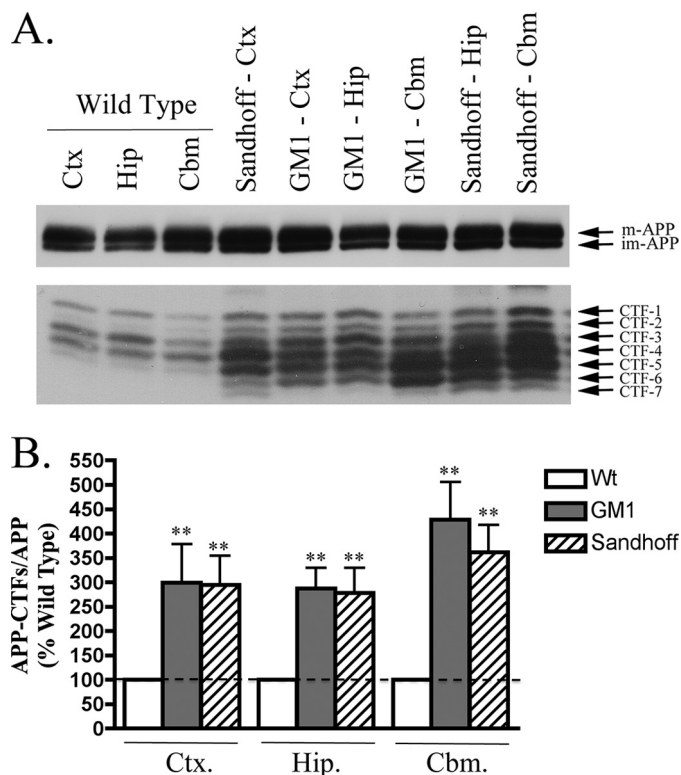 A.
Wild Type
Ctx
Hip
Cbm
Sandhoff - Ctx
GM1 - Ctx
GM1 - Hip
GM1 - Cbm
Sandhoff - Hip
Sandhoff - Cbm
m-APP
im-APP
CTF-1
CTF-2
CTF-3
CTF-4
CTF-5
CTF-6
CTF-7
B.
APP-CTFs/APP
(% Wild Type)
550
500
450
400
350
300
250
200
150
100
50
0
** ** ** ** ** **
Wt
GM1
Sandhoff
Ctx. Hip. Cbm.